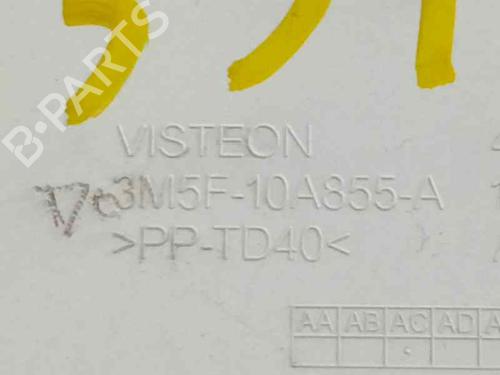 B-PARTS
VISTEON
3M5F-10A855-A
>PP-TD40<
AA AB AC AD A